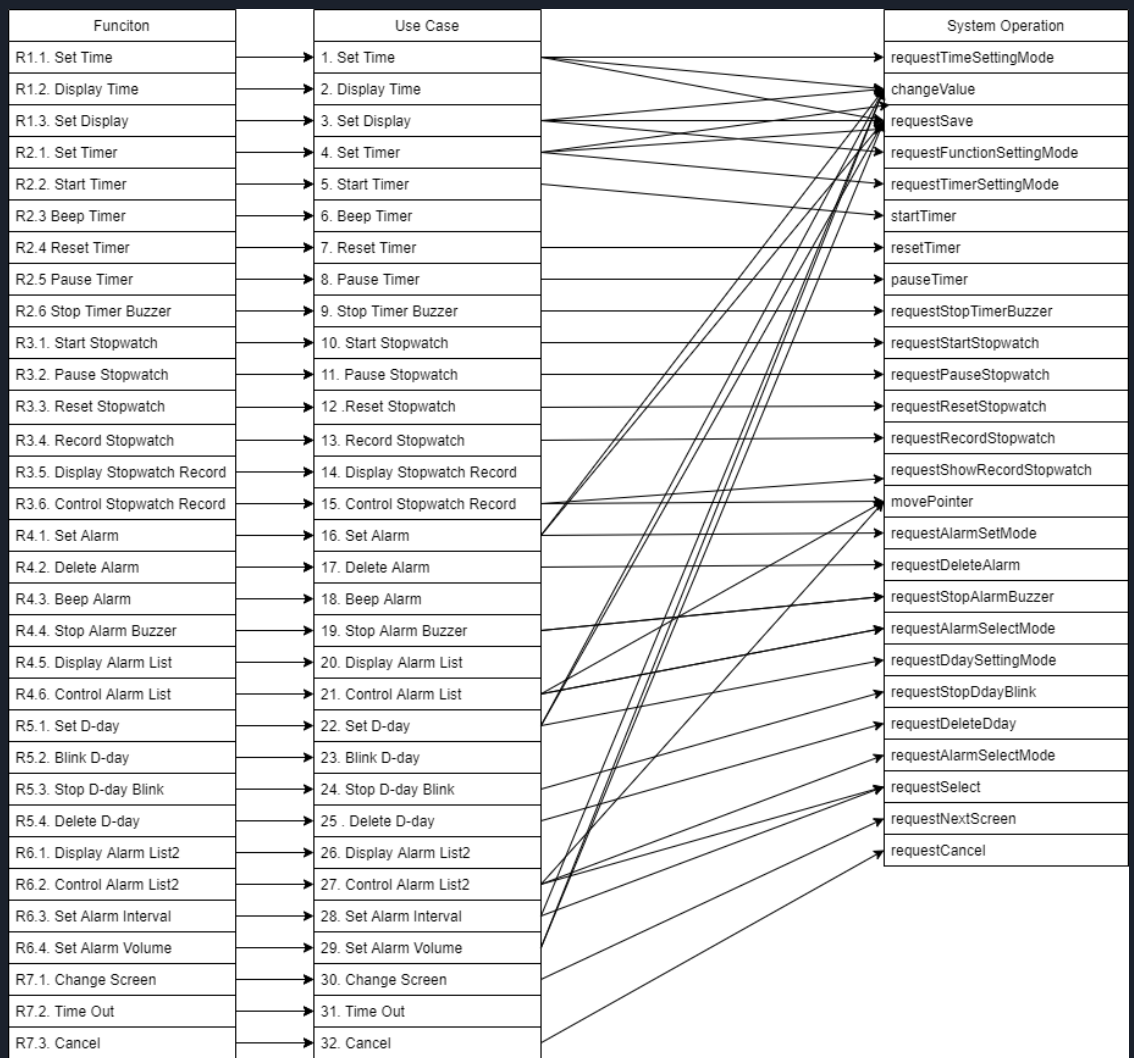 Funciton
Use Case
System Operation
R1.1. Set Time
1. Set Time
requestTimeSettingMode
R1.2. Display Time
2. Display Time
changeValue
R1.3. Set Display
3. Set Display
requestSave
R2.1. Set Timer
4. Set Timer
requestFunctionSettingMode
R2.2. Start Timer
5. Start Timer
requestTimerSettingMode
R2.3 Beep Timer
6. Beep Timer
startTimer
R2.4 Reset Timer
7. Reset Timer
resetTimer
R2.5 Pause Timer
8. Pause Timer
pauseTimer
R2.6 Stop Timer Buzzer
9. Stop Timer Buzzer
requestStopTimerBuzzer
R3.1. Start Stopwatch
10. Start Stopwatch
requestStartStopwatch
R3.2. Pause Stopwatch
11. Pause Stopwatch
requestPauseStopwatch
R3.3. Reset Stopwatch
12 .Reset Stopwatch
requestResetStopwatch
R3.4. Record Stopwatch
13. Record Stopwatch
requestRecordStopwatch
R3.5. Display Stopwatch Record
14. Display Stopwatch Record
requestShowRecordStopwatch
R3.6. Control Stopwatch Record
15. Control Stopwatch Record
movePointer
R4.1. Set Alarm
16. Set Alarm
requestAlarmSetMode
R4.2. Delete Alarm
17. Delete Alarm
requestDeleteAlarm
R4.3. Beep Alarm
18. Beep Alarm
requestStopAlarmBuzzer
R4.4. Stop Alarm Buzzer
19. Stop Alarm Buzzer
requestAlarmSelectMode
R4.5. Display Alarm List
20. Display Alarm List
requestDdaySettingMode
R4.6. Control Alarm List
21. Control Alarm List
requestStopDdayBlink
R5.1. Set D-day
22. Set D-day
requestDeleteDday
R5.2. Blink D-day
23. Blink D-day
requestAlarmSelectMode
R5.3. Stop D-day Blink
24. Stop D-day Blink
requestSelect
R5.4. Delete D-day
25 . Delete D-day
requestNextScreen
R6.1. Display Alarm List2
26. Display Alarm List2
requestCancel
R6.2. Control Alarm List2
27. Control Alarm List2
R6.3. Set Alarm Interval
28. Set Alarm Interval
R6.4. Set Alarm Volume
29. Set Alarm Volume
R7.1. Change Screen
30. Change Screen
R7.2. Time Out
31. Time Out
R7.3. Cancel
32. Cancel